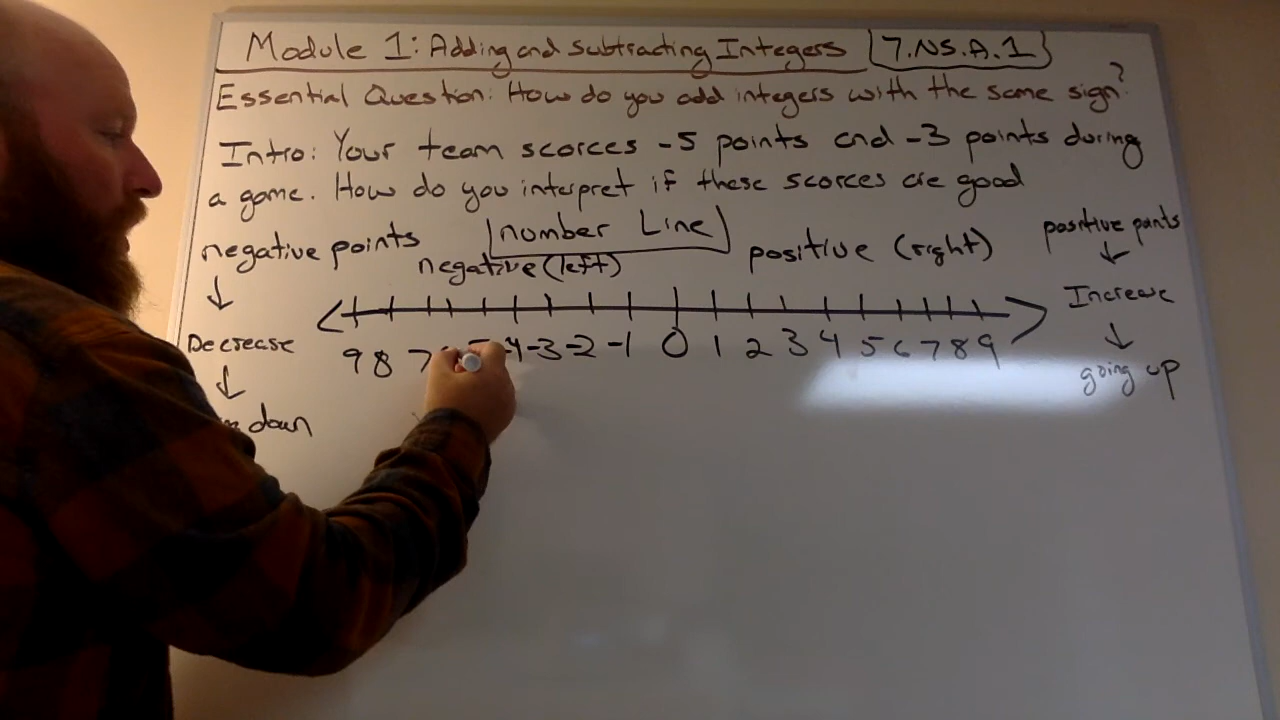 Module 1: Adding and Subtracting Integers 7.NS.A.1
Essential Question: How do you add integers with the same sign?
Intro: Your team scorces -5 points and -3 points during
a game. How do you interpret if these scorces are good
negative points Number Line positive points
negative (left) positive (right)
Decrease Increase
9 8 7 -4 -3 -2 -1 0 1 2 3 4 5 6 7 8 9
down going up